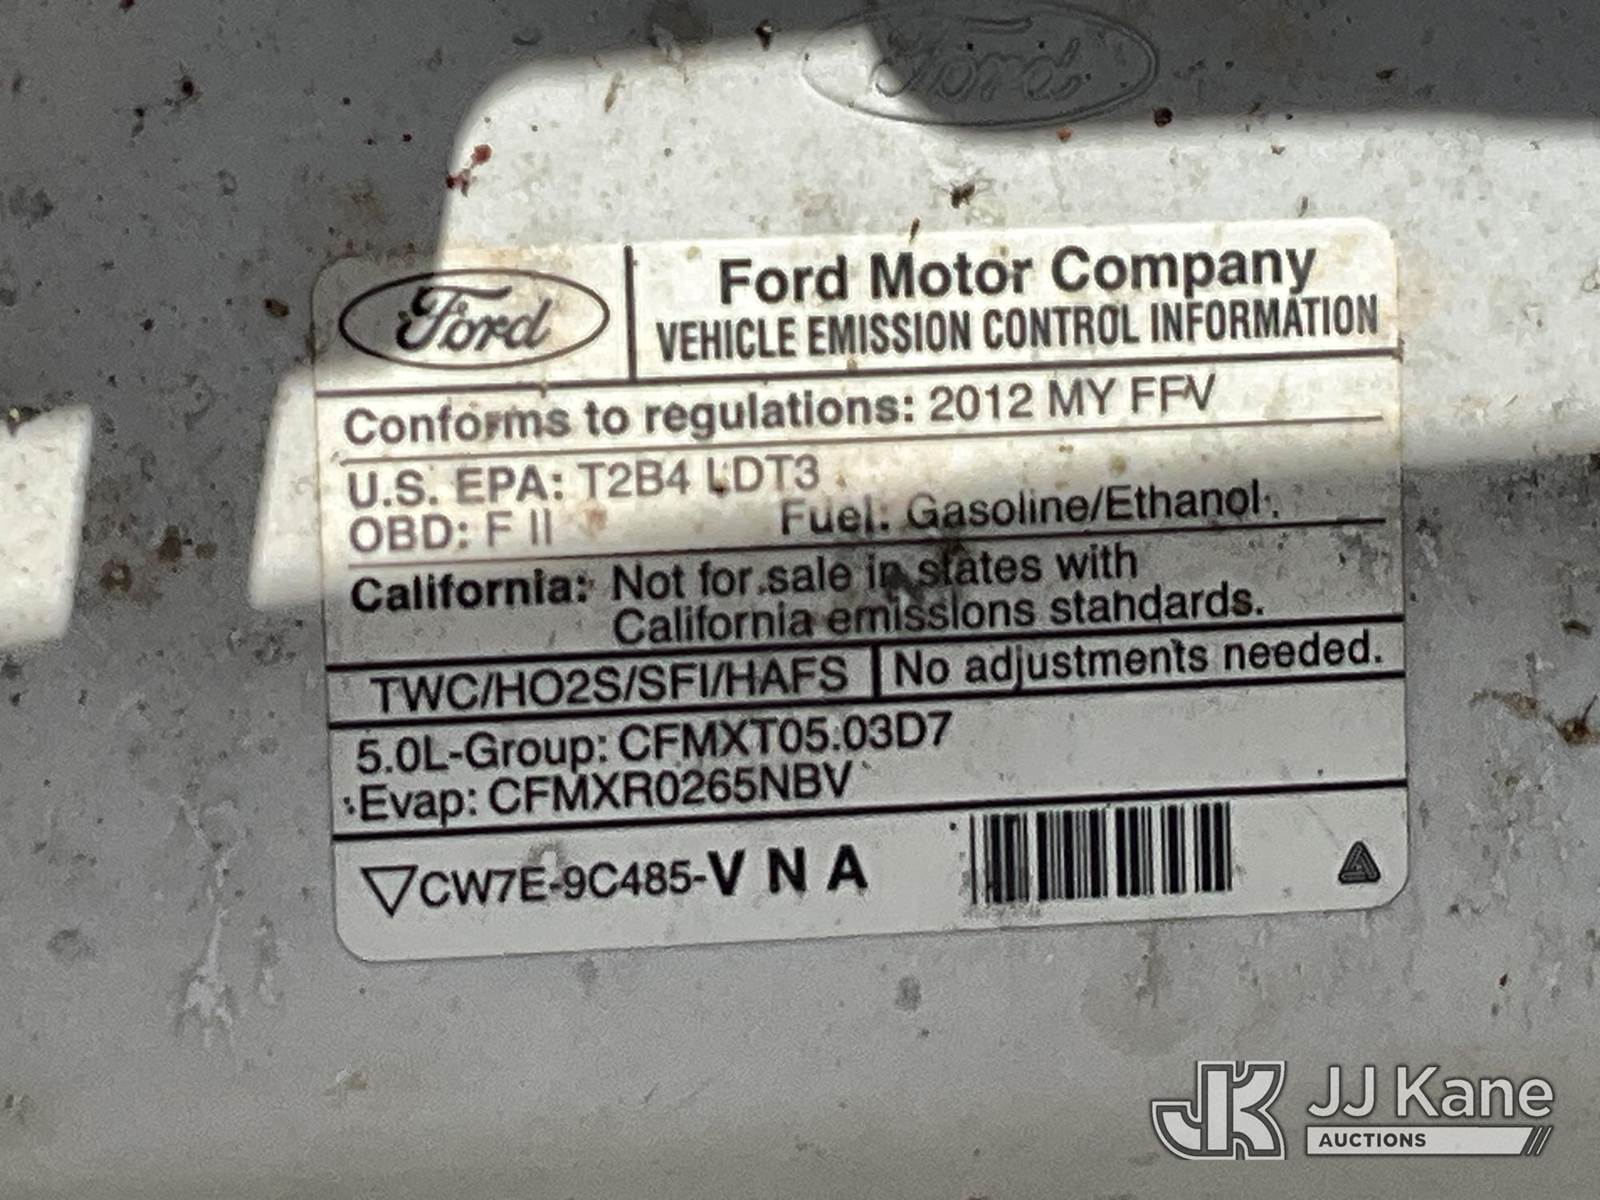 Ford
Ford
Ford Motor Company
VEHICLE EMISSION CONTROL INFORMATION
Conforms to regulations: 2012 MY FFV
U.S. EPA: T2B4 LDT3
OBD: F II Fuel: Gasoline/Ethanol
California: Not for sale in states with
California emissions standards.
TWC/HO2S/SFI/HAFS No adjustments needed.
5.0L-Group: CFMXT05.03D7
Evap: CFMXR0265NBV
CW7E-9C485-V N A
JK JJ Kane
AUCTIONS